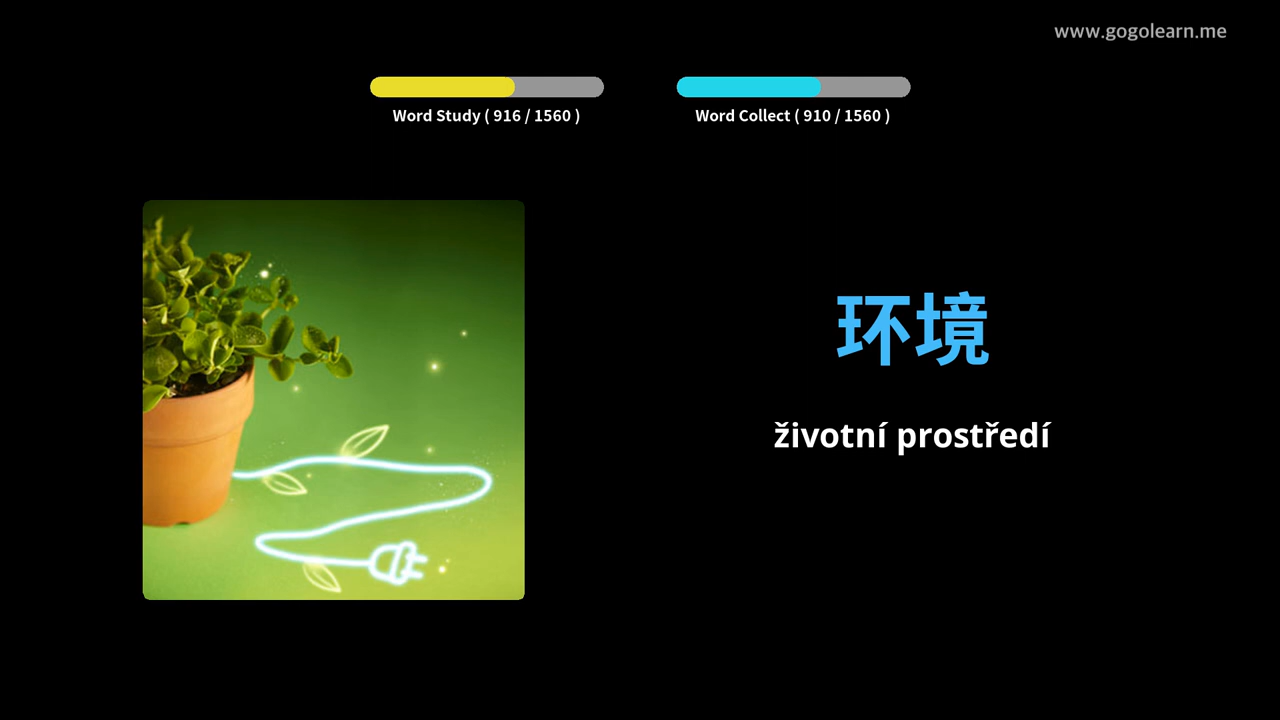 www.gogolearn.me
Word Study ( 916 / 1560 )
Word Collect ( 910 / 1560 )
环境
životní prostředí